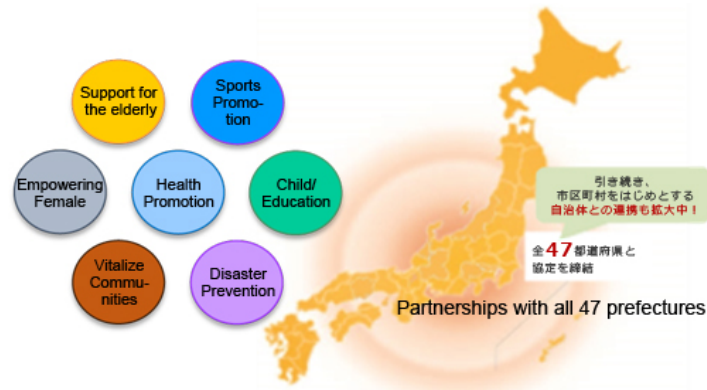 Support for
the elderly
Sports
Promo-
tion
Empowering
Female
Health
Promotion
Child/
Education
Vitalize
Commu-
nities
Disaster
Prevention
引き続き、
市区町村をはじめとする
自治体との連携も拡大中！
全47都道府県と
協定を締結
Partnerships with all 47 prefectures